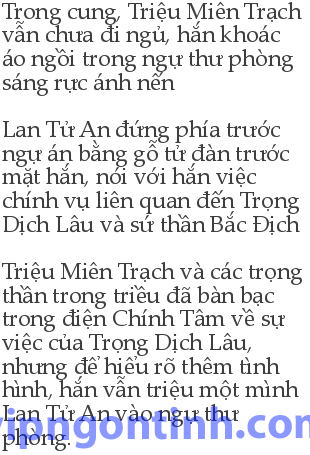 Trong cung, Triệu Miên Trạch
vẫn chưa đi ngủ, hắn khoác
áo ngồi trong ngự thư phòng
sáng rực ánh nến
Lan Tử An đứng phía trước
ngự án bằng gỗ tử đàn trước
mặt hắn, nói với hắn việc
chính vụ liên quan đến Trọng
Dịch Lâu và sứ thần Bắc Địch
Triệu Miên Trạch và các trọng
thần trong triều đã bàn bạc
trong điện Chính Tâm về sự
việc của Trọng Dịch Lâu,
nhưng để hiểu rõ thêm tình
hình, hắn vẫn triệu một mình
Lan Tử An vào ngự thư
phòng.
vipngontinh.com